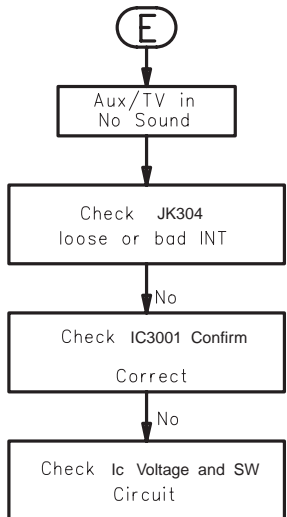 E
Aux/TV in
No Sound
Check JK304
loose or bad INT
No
Check IC3001 Confirm
Correct
No
Check Ic Voltage and SW
Circuit